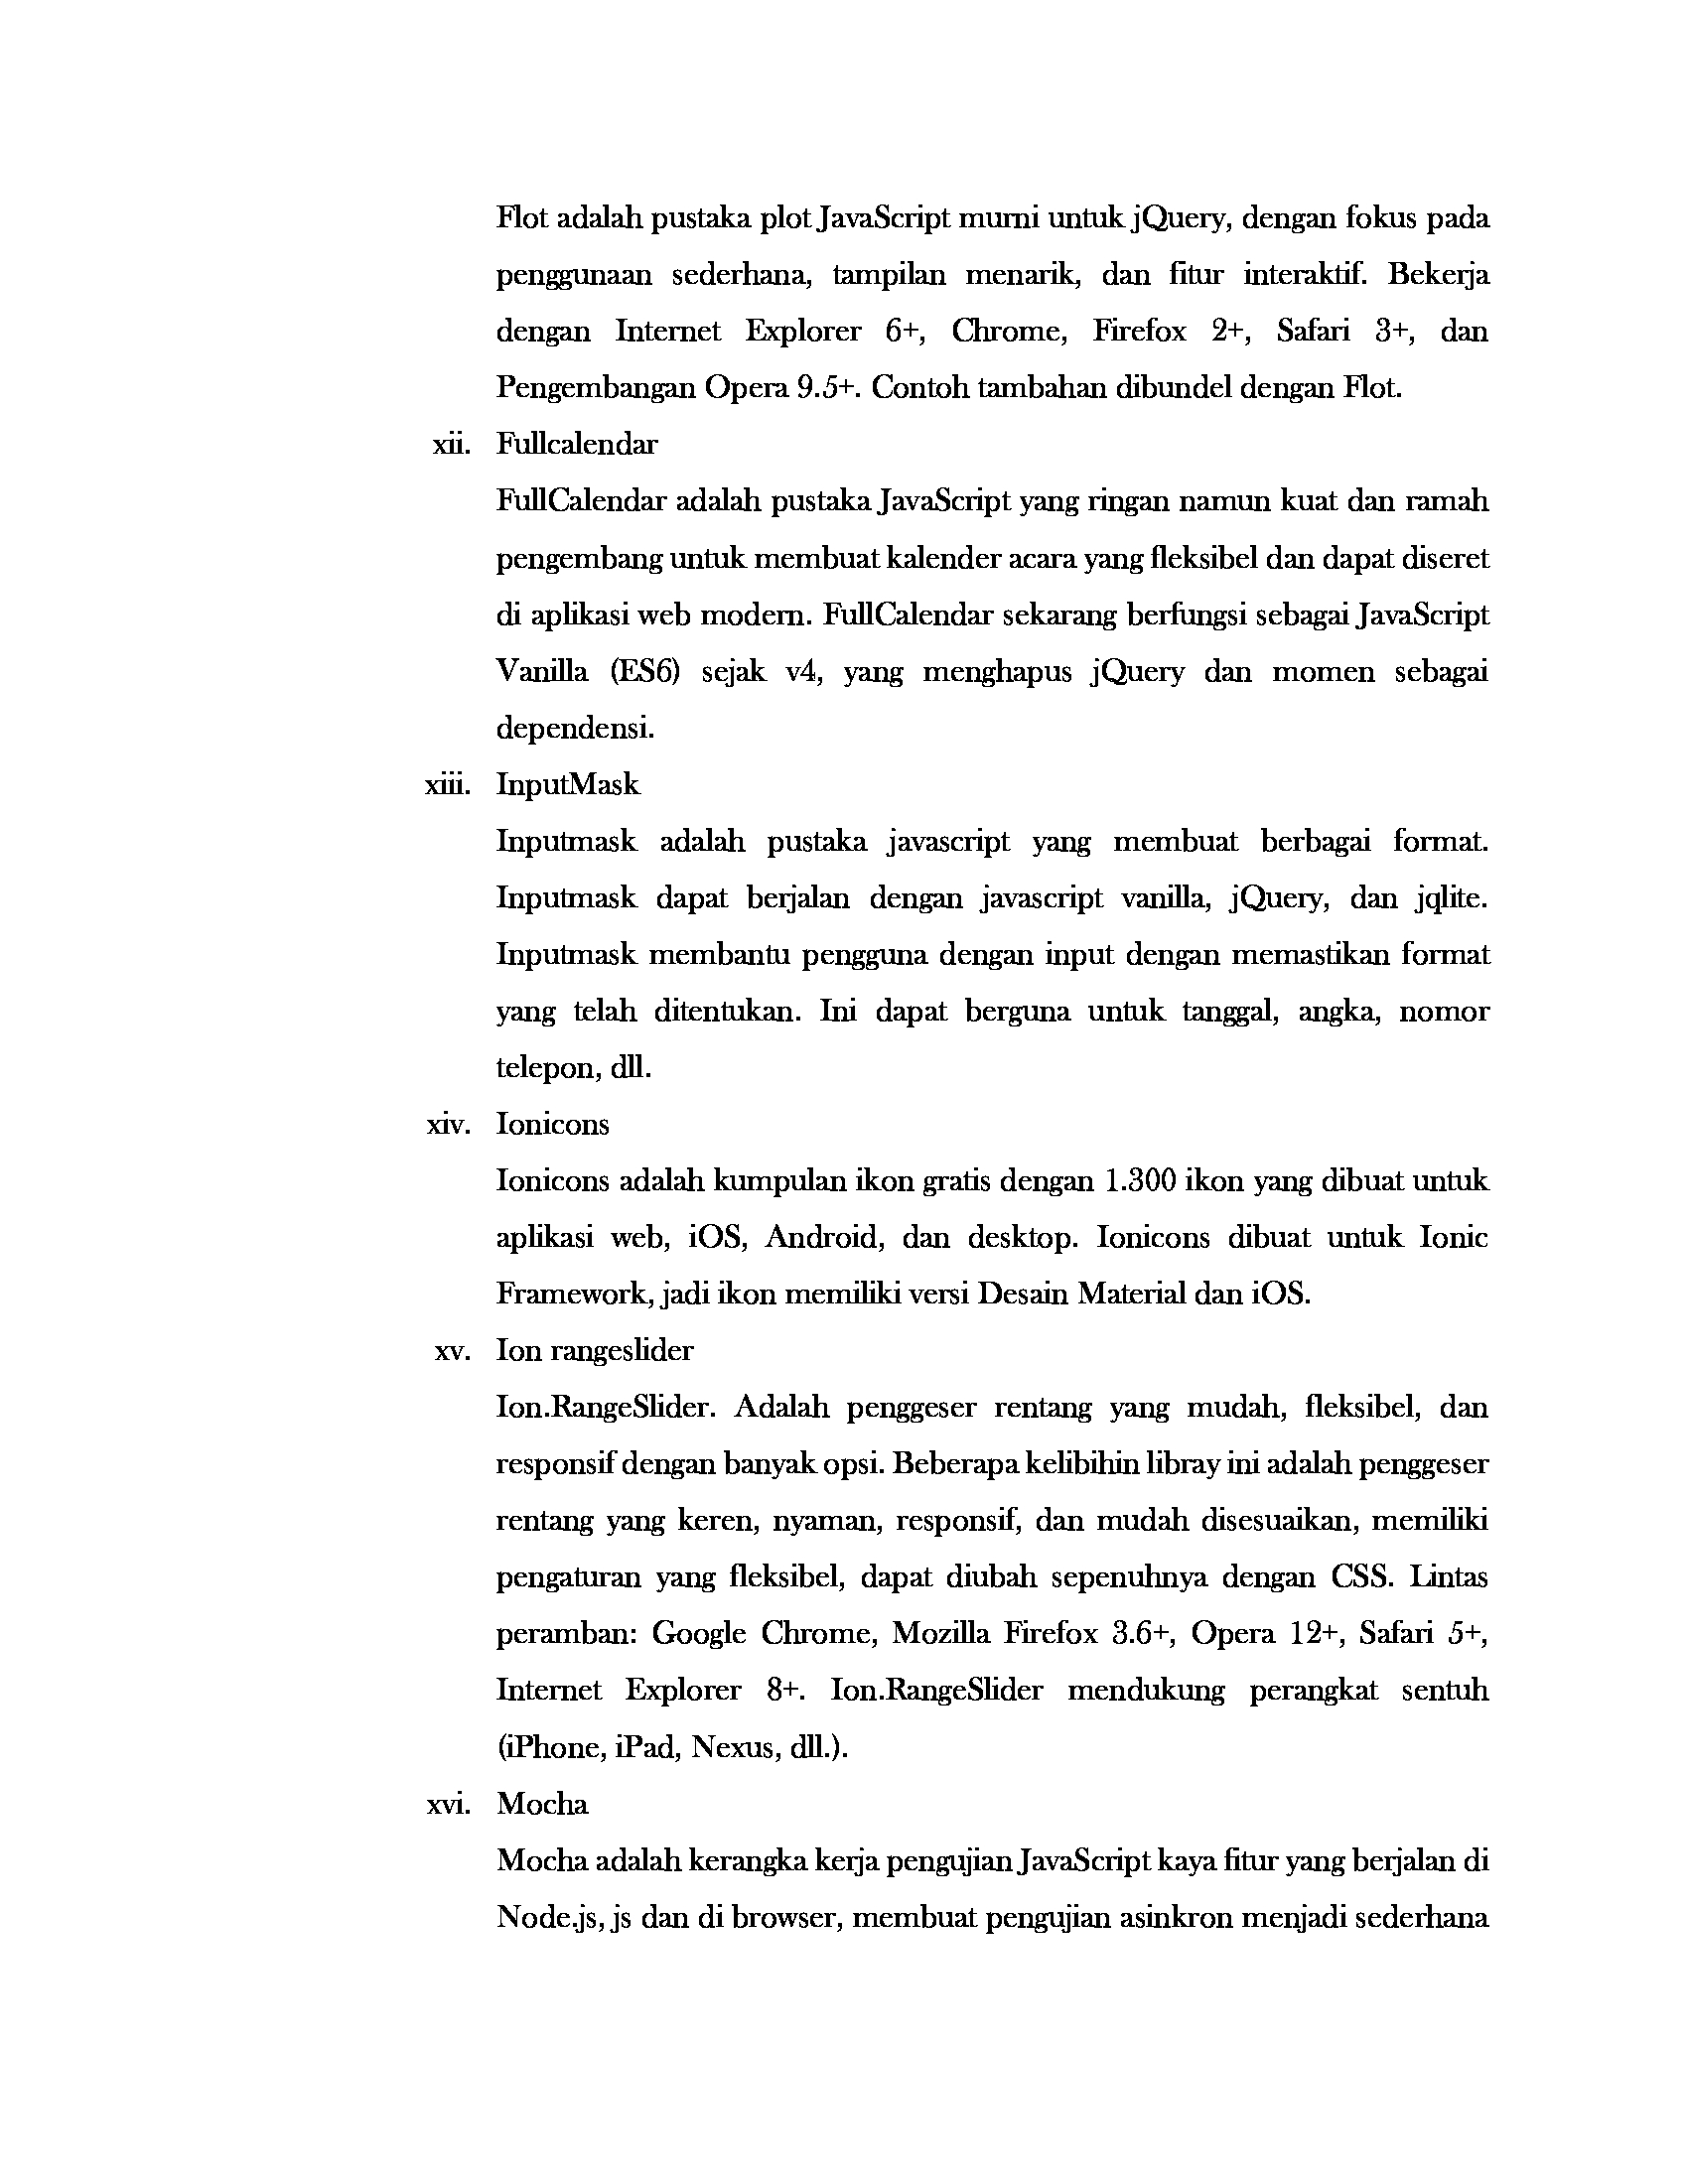 Flot adalah pustaka plot JavaScript murni untuk jQuery, dengan fokus pada
penggunaan sederhana, tampilan menarik, dan fitur interaktif. Bekerja
dengan Internet Explorer 6+, Chrome, Firefox 2+, Safari 3+, dan
Pengembangan Opera 9.5+. Contoh tambahan dibundel dengan Flot.
xii. Fullcalendar
FullCalendar adalah pustaka JavaScript yang ringan namun kuat dan ramah
pengembang untuk membuat kalender acara yang fleksibel dan dapat diseret
di aplikasi web modern. FullCalendar sekarang berfungsi sebagai JavaScript
Vanilla (ES6) sejak v4, yang menghapus jQuery dan momen sebagai
dependensi.
xiii. InputMask
Inputmask adalah pustaka javascript yang membuat berbagai format.
Inputmask dapat berjalan dengan javascript vanilla, jQuery, dan jqlite.
Inputmask membantu pengguna dengan input dengan memastikan format
yang telah ditentukan. Ini dapat berguna untuk tanggal, angka, nomor
telepon, dll.
xiv. Ionicons
Ionicons adalah kumpulan ikon gratis dengan 1.300 ikon yang dibuat untuk
aplikasi web, iOS, Android, dan desktop. Ionicons dibuat untuk Ionic
Framework, jadi ikon memiliki versi Desain Material dan iOS.
xv. Ion rangeslider
Ion.RangeSlider. Adalah penggeser rentang yang mudah, fleksibel, dan
responsif dengan banyak opsi. Beberapa kelibihin libray ini adalah penggeser
rentang yang keren, nyaman, responsif, dan mudah disesuaikan, memiliki
pengaturan yang fleksibel, dapat diubah sepenuhnya dengan CSS. Lintas
peramban: Google Chrome, Mozilla Firefox 3.6+, Opera 12+, Safari 5+,
Internet Explorer 8+. Ion.RangeSlider mendukung perangkat sentuh
(iPhone, iPad, Nexus, dll.).
xvi. Mocha
Mocha adalah kerangka kerja pengujian JavaScript kaya fitur yang berjalan di
Node.js, js dan di browser, membuat pengujian asinkron menjadi sederhana